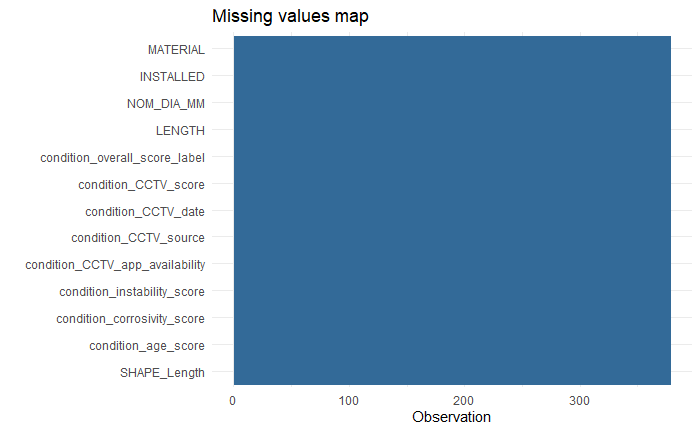 Missing values map
MATERIAL
INSTALLED
NOM_DIA_MM
LENGTH
condition_overall_score_label
condition_CCTV_score
condition_CCTV_date
condition_CCTV_source
condition_CCTV_app_availability
condition_instability_score
condition_corrosivity_score
condition_age_score
SHAPE_Length
0 100 200 300
Observation